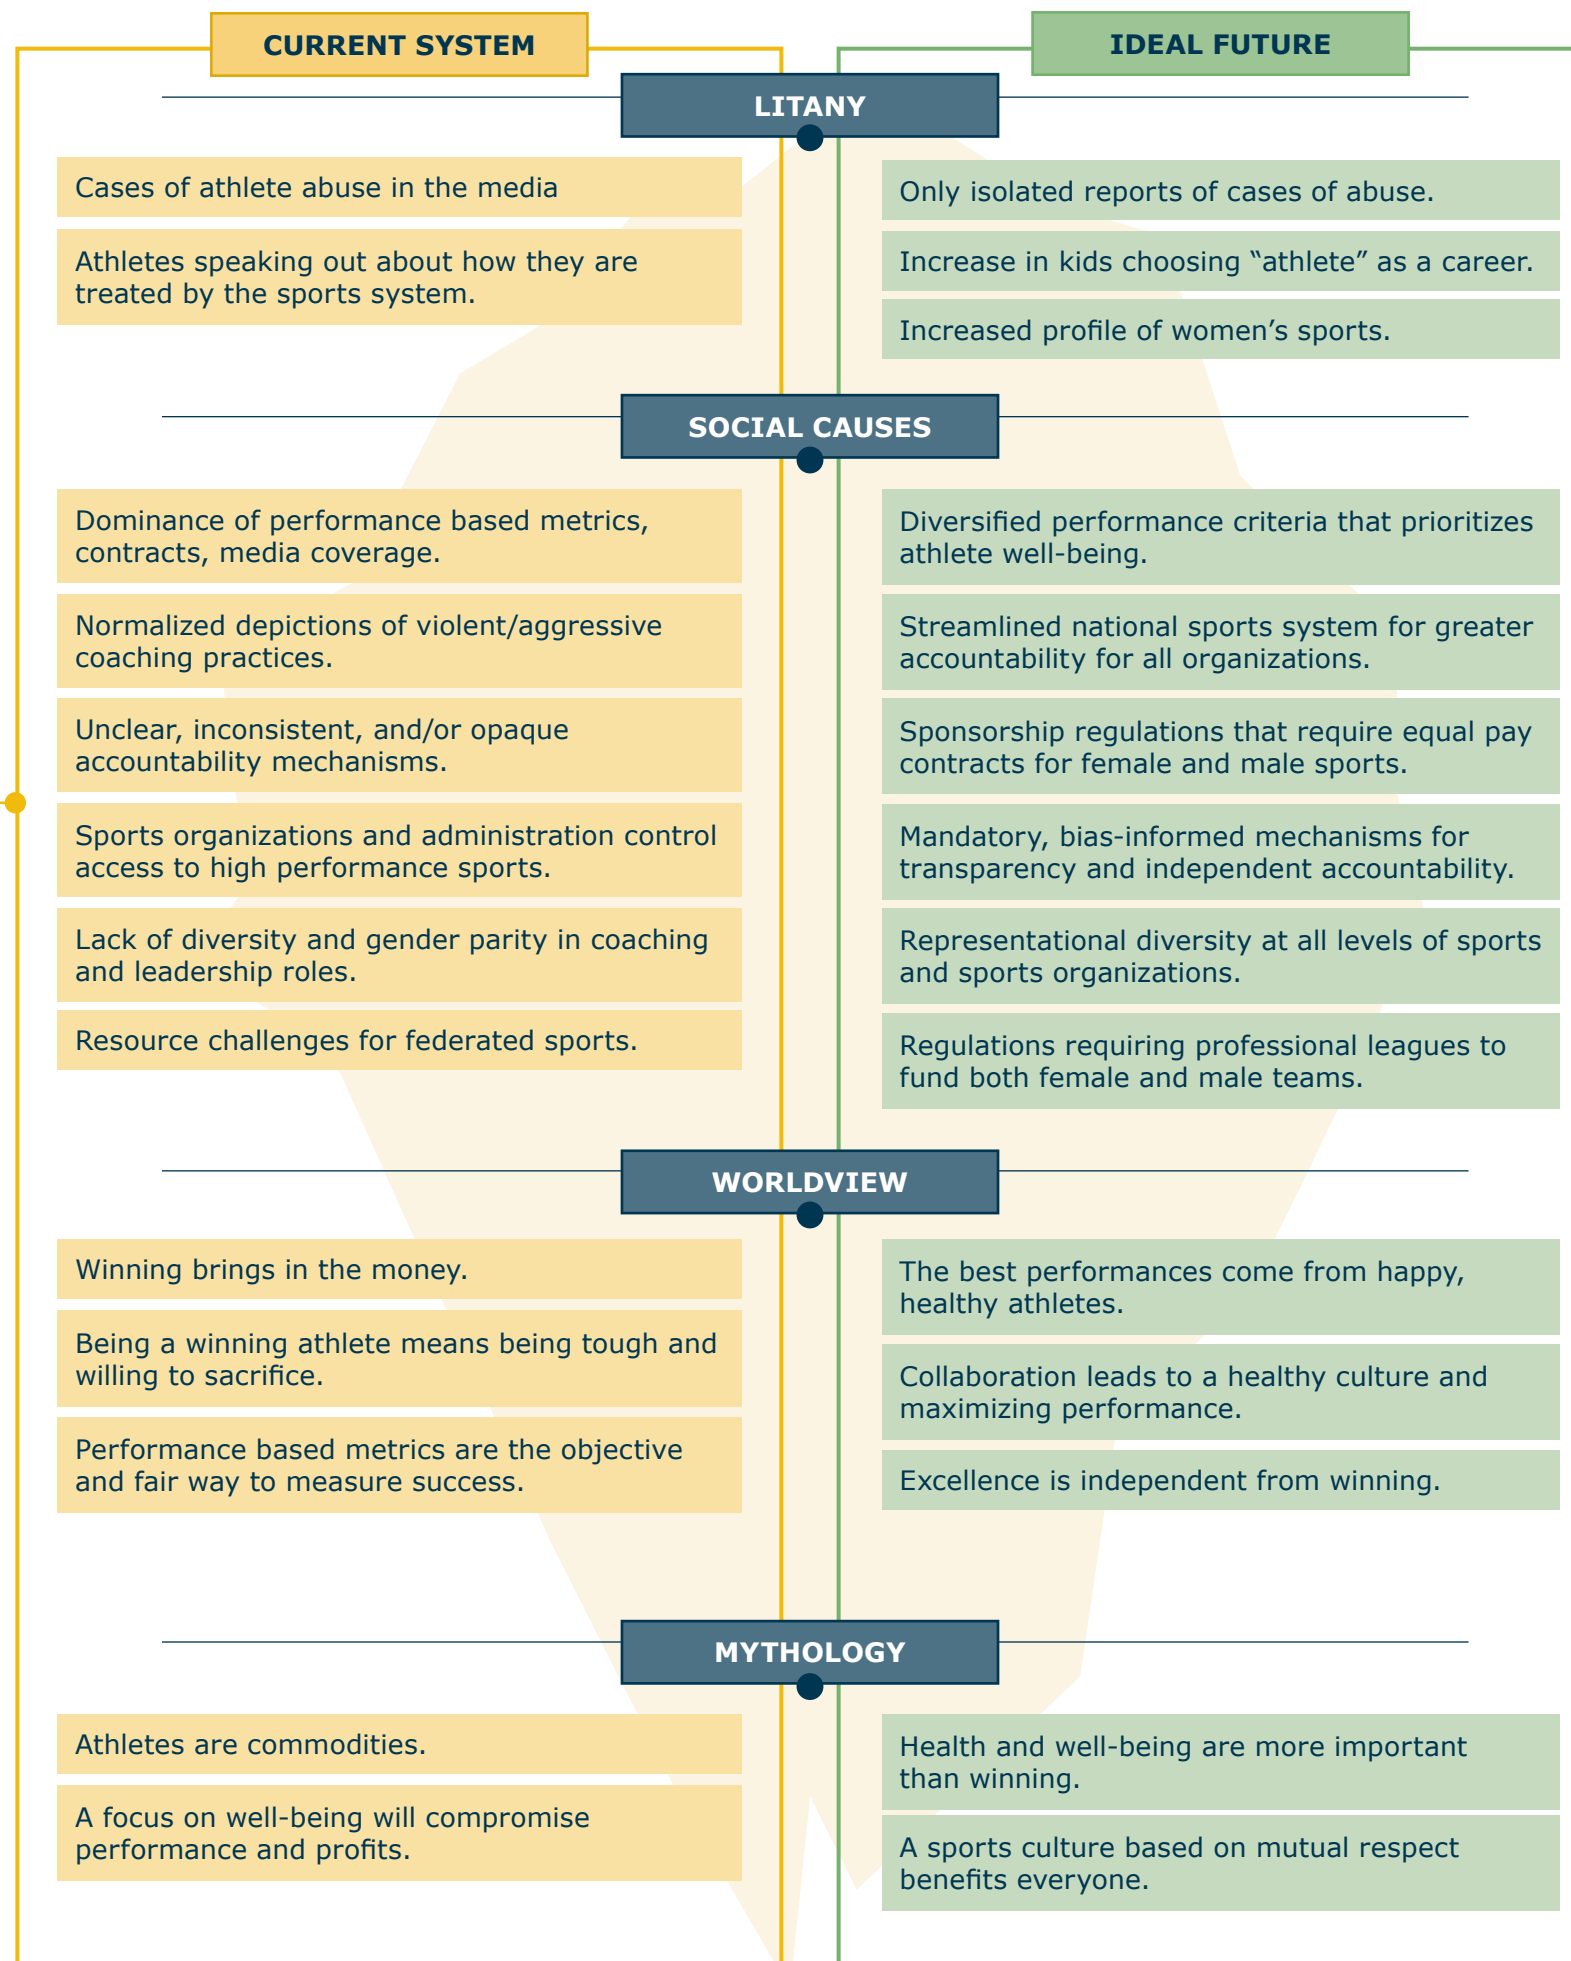 CURRENT SYSTEM
IDEAL FUTURE
LITANY
Cases of athlete abuse in the media
Athletes speaking out about how they are
treated by the sports system.
Only isolated reports of cases of abuse.
Increase in kids choosing “athlete” as a career.
Increased profile of women’s sports.
SOCIAL CAUSES
Dominance of performance based metrics,
contracts, media coverage.
Normalized depictions of violent/aggressive
coaching practices.
Unclear, inconsistent, and/or opaque
accountability mechanisms.
Sports organizations and administration control
access to high performance sports.
Lack of diversity and gender parity in coaching
and leadership roles.
Resource challenges for federated sports.
Diversified performance criteria that prioritizes
athlete well-being.
Streamlined national sports system for greater
accountability for all organizations.
Sponsorship regulations that require equal pay
contracts for female and male sports.
Mandatory, bias-informed mechanisms for
transparency and independent accountability.
Representational diversity at all levels of sports
and sports organizations.
Regulations requiring professional leagues to
fund both female and male teams.
WORLDVIEW
Winning brings in the money.
Being a winning athlete means being tough and
willing to sacrifice.
Performance based metrics are the objective
and fair way to measure success.
The best performances come from happy,
healthy athletes.
Collaboration leads to a healthy culture and
maximizing performance.
Excellence is independent from winning.
MYTHOLOGY
Athletes are commodities.
A focus on well-being will compromise
performance and profits.
Health and well-being are more important
than winning.
A sports culture based on mutual respect
benefits everyone.